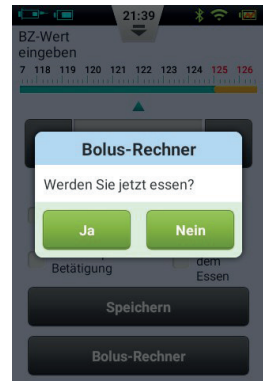 21:39
BZ-Wert
eingeben
7 118 119 120 121 122 123 124 125 126
Bolus-Rechner
Werden Sie jetzt essen?
Ja Nein
Betätigung
dem
Essen
Speichern
Bolus-Rechner